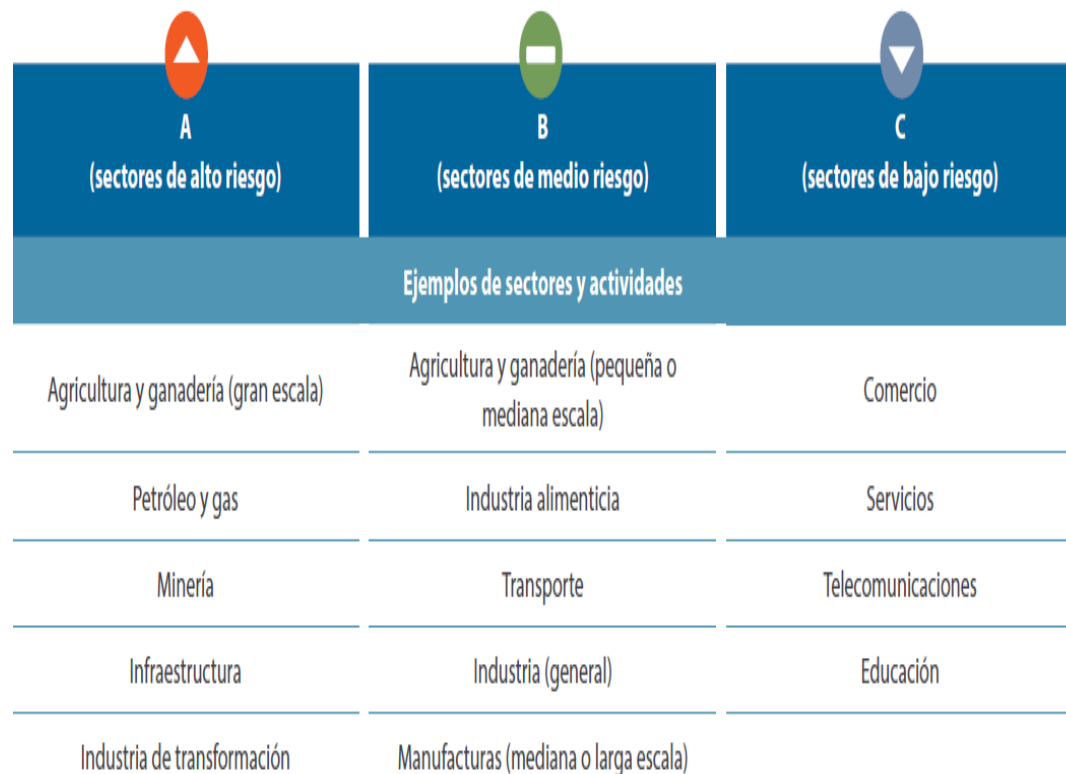 A
(sectores de alto riesgo)
B
(sectores de medio riesgo)
C
(sectores de bajo riesgo)
Ejemplos de sectores y actividades
Agricultura y ganadería (gran escala)
Agricultura y ganadería (pequeña o
mediana escala)
Comercio
Petróleo y gas
Industria alimenticia
Servicios
Minería
Transporte
Telecomunicaciones
Infraestructura
Industria (general)
Educación
Industria de transformación
Manufacturas (mediana o larga escala)